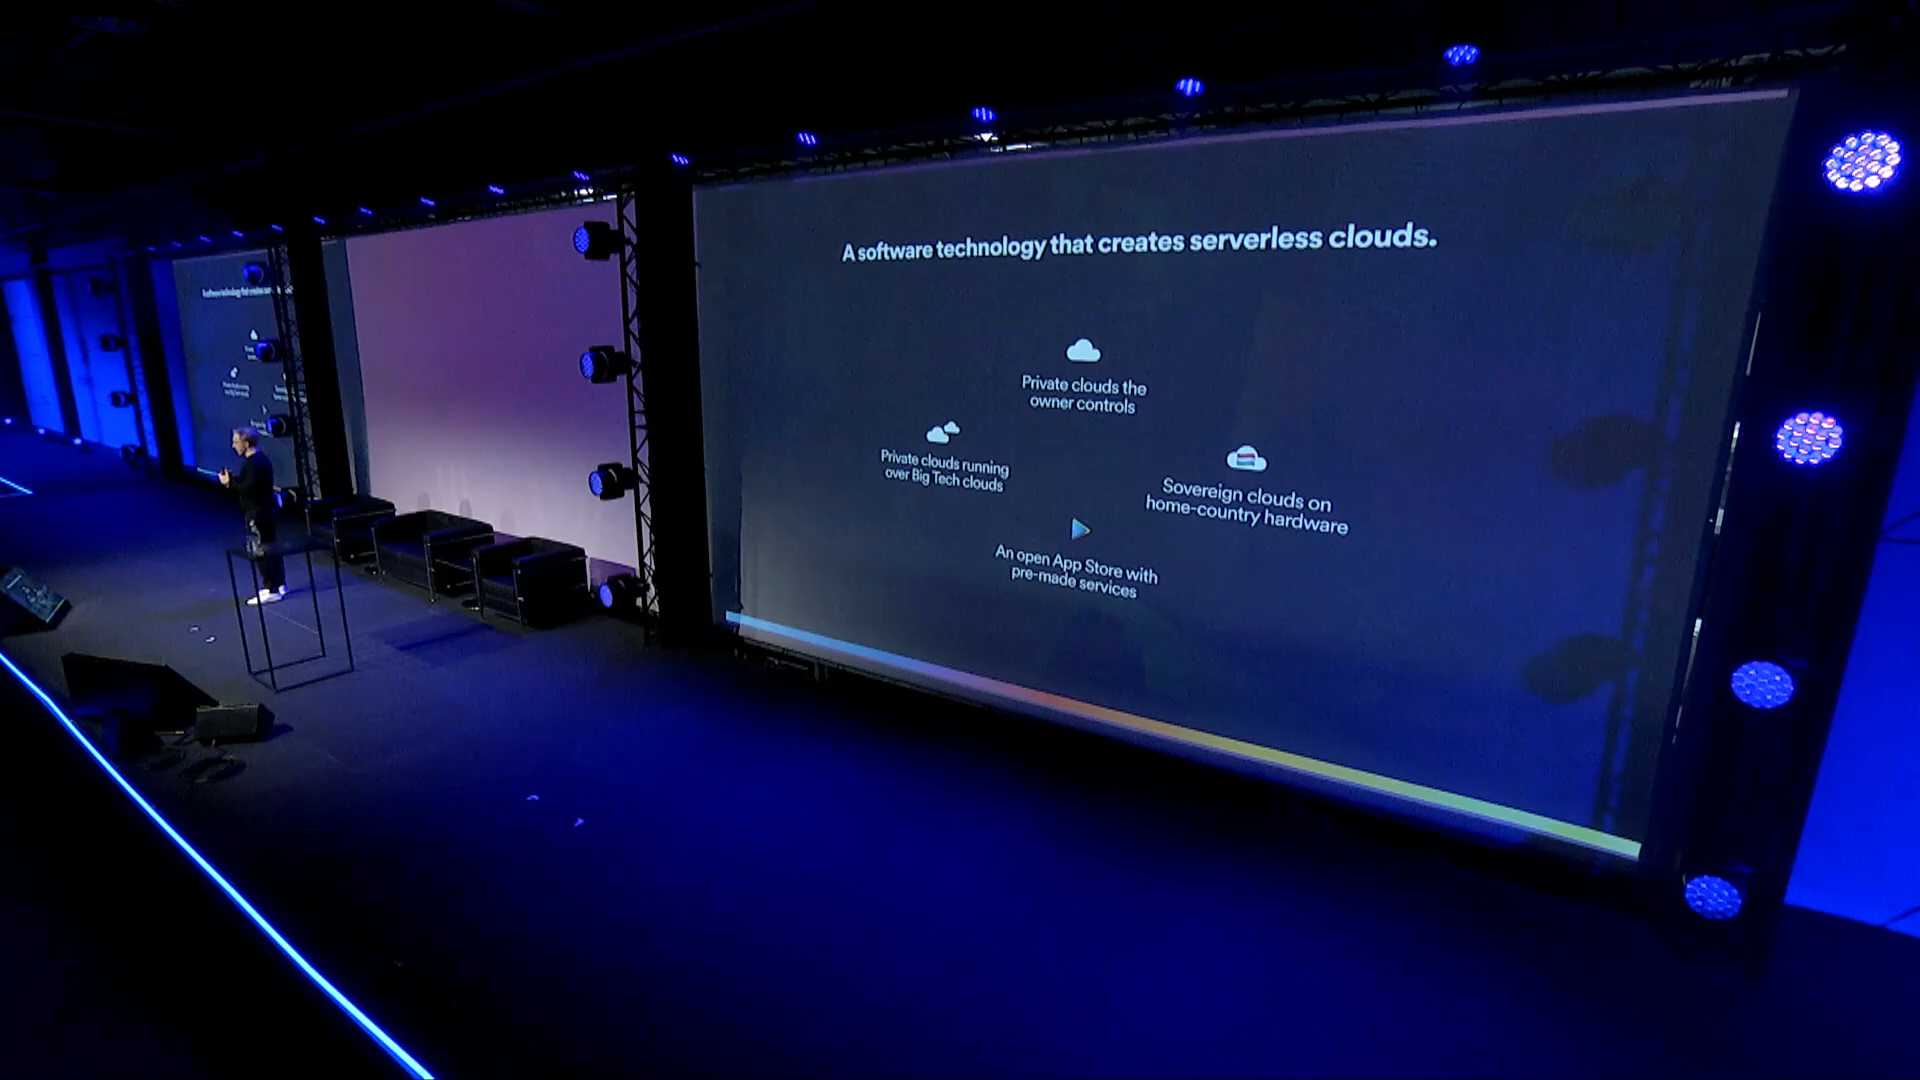 A software technology that creates serverless clouds.
Private clouds the
owner controls
Private clouds running
over Big Tech clouds
Sovereign clouds on
home-country hardware
An open App Store with
pre-made services